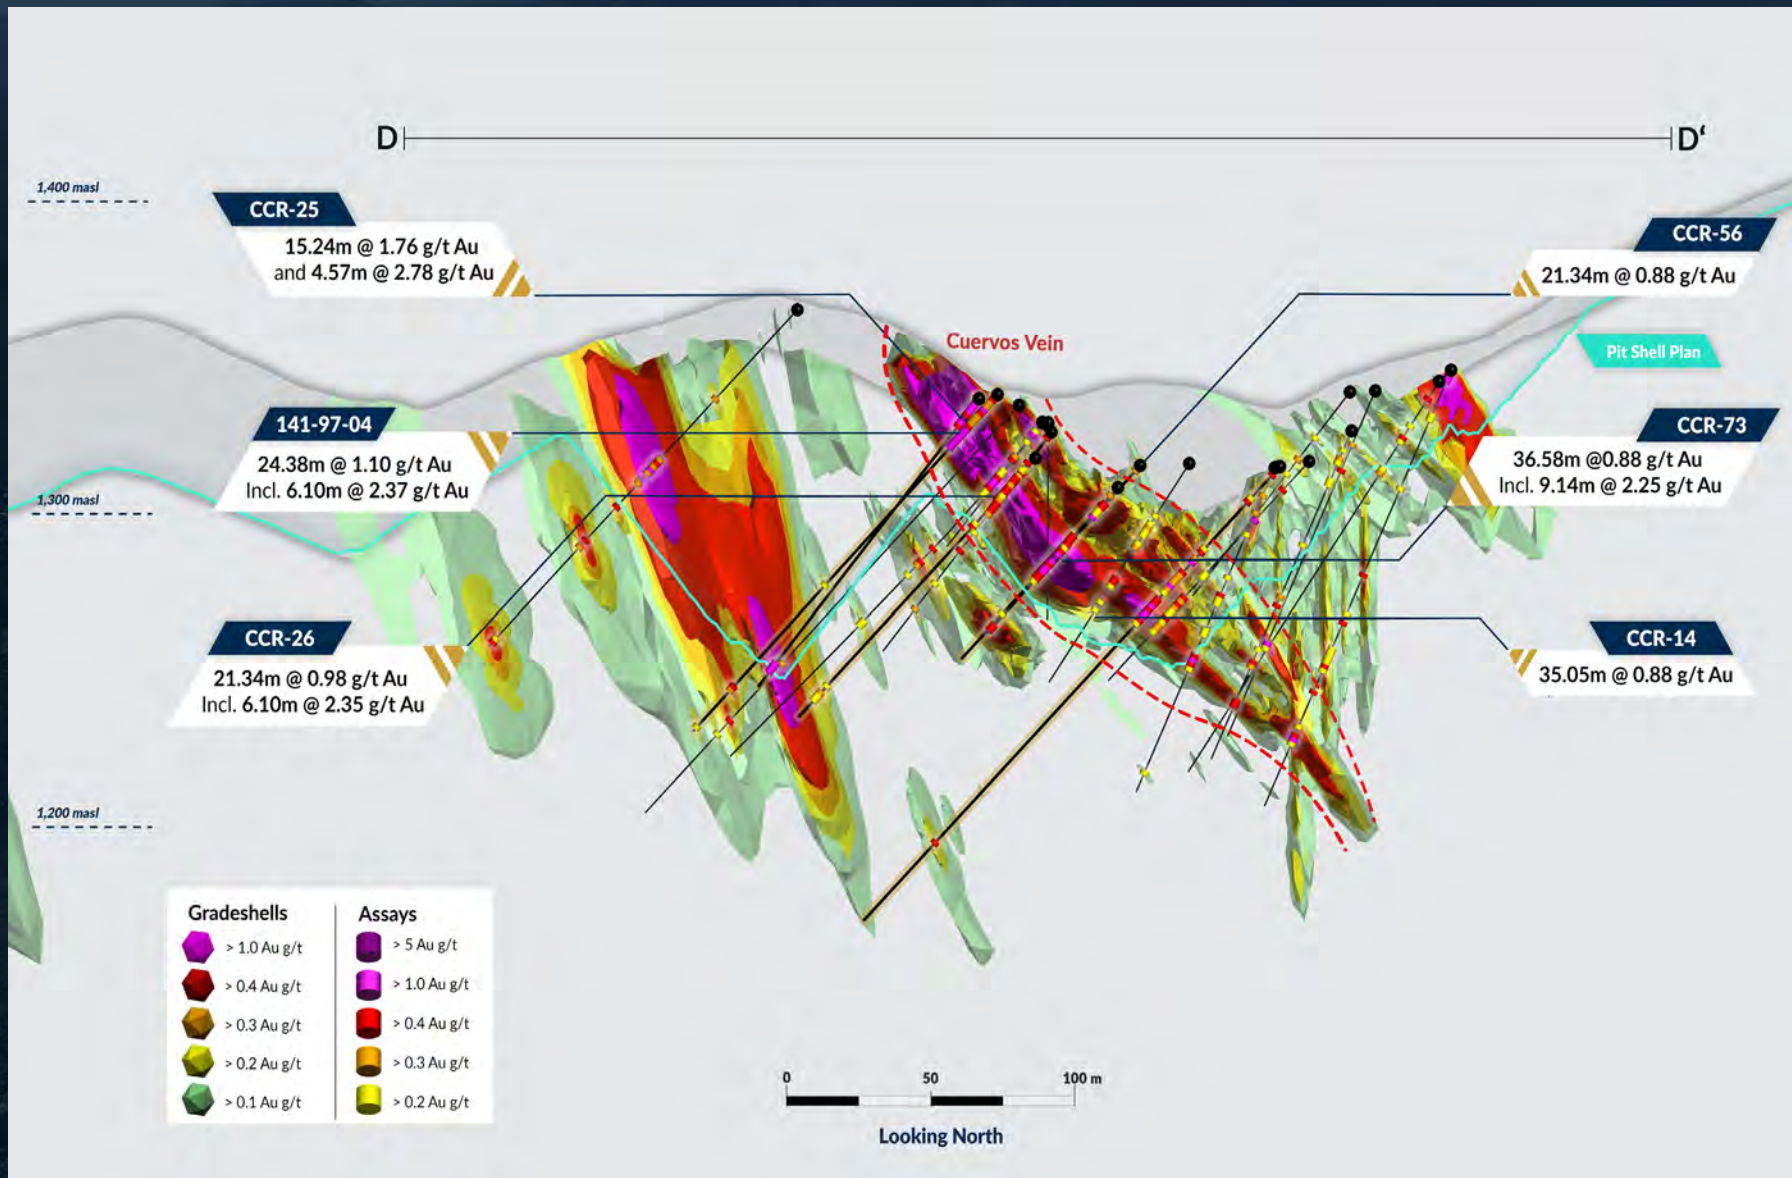 D
D'
1,400 masl
CCR-25
15.24m @ 1.76 g/t Au
and 4.57m @ 2.78 g/t Au
CCR-56
21.34m @ 0.88 g/t Au
Cuervos Vein
Pit Shell Plan
141-97-04
24.38m @ 1.10 g/t Au
Incl. 6.10m @ 2.37 g/t Au
CCR-73
36.58m @0.88 g/t Au
Incl. 9.14m @ 2.25 g/t Au
1,300 masl
CCR-26
21.34m @ 0.98 g/t Au
Incl. 6.10m @ 2.35 g/t Au
CCR-14
35.05m @ 0.88 g/t Au
1,200 masl
Gradeshells
> 1.0 Au g/t
> 0.4 Au g/t
> 0.3 Au g/t
> 0.2 Au g/t
> 0.1 Au g/t
Assays
> 5 Au g/t
> 1.0 Au g/t
> 0.4 Au g/t
> 0.3 Au g/t
> 0.2 Au g/t
0 50 100 m
Looking North